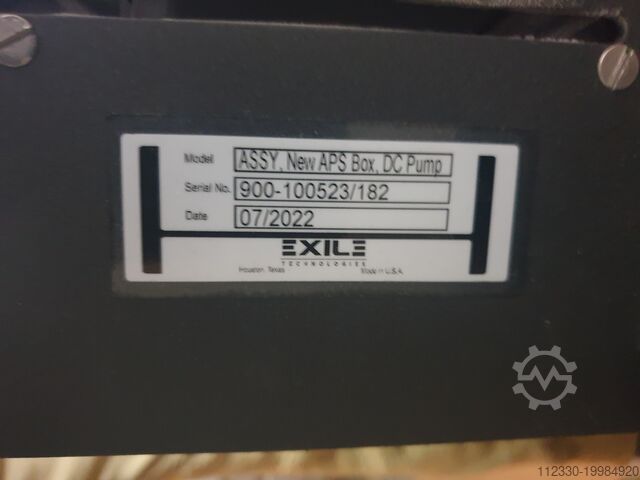 Model ASSY, New APS Box, DC Pump
Serial No. 900-100523/182
Date 07/2022
EXILE
TECHNOLOGIES
Houston, Texas Made in U.S.A.
112330-19984920